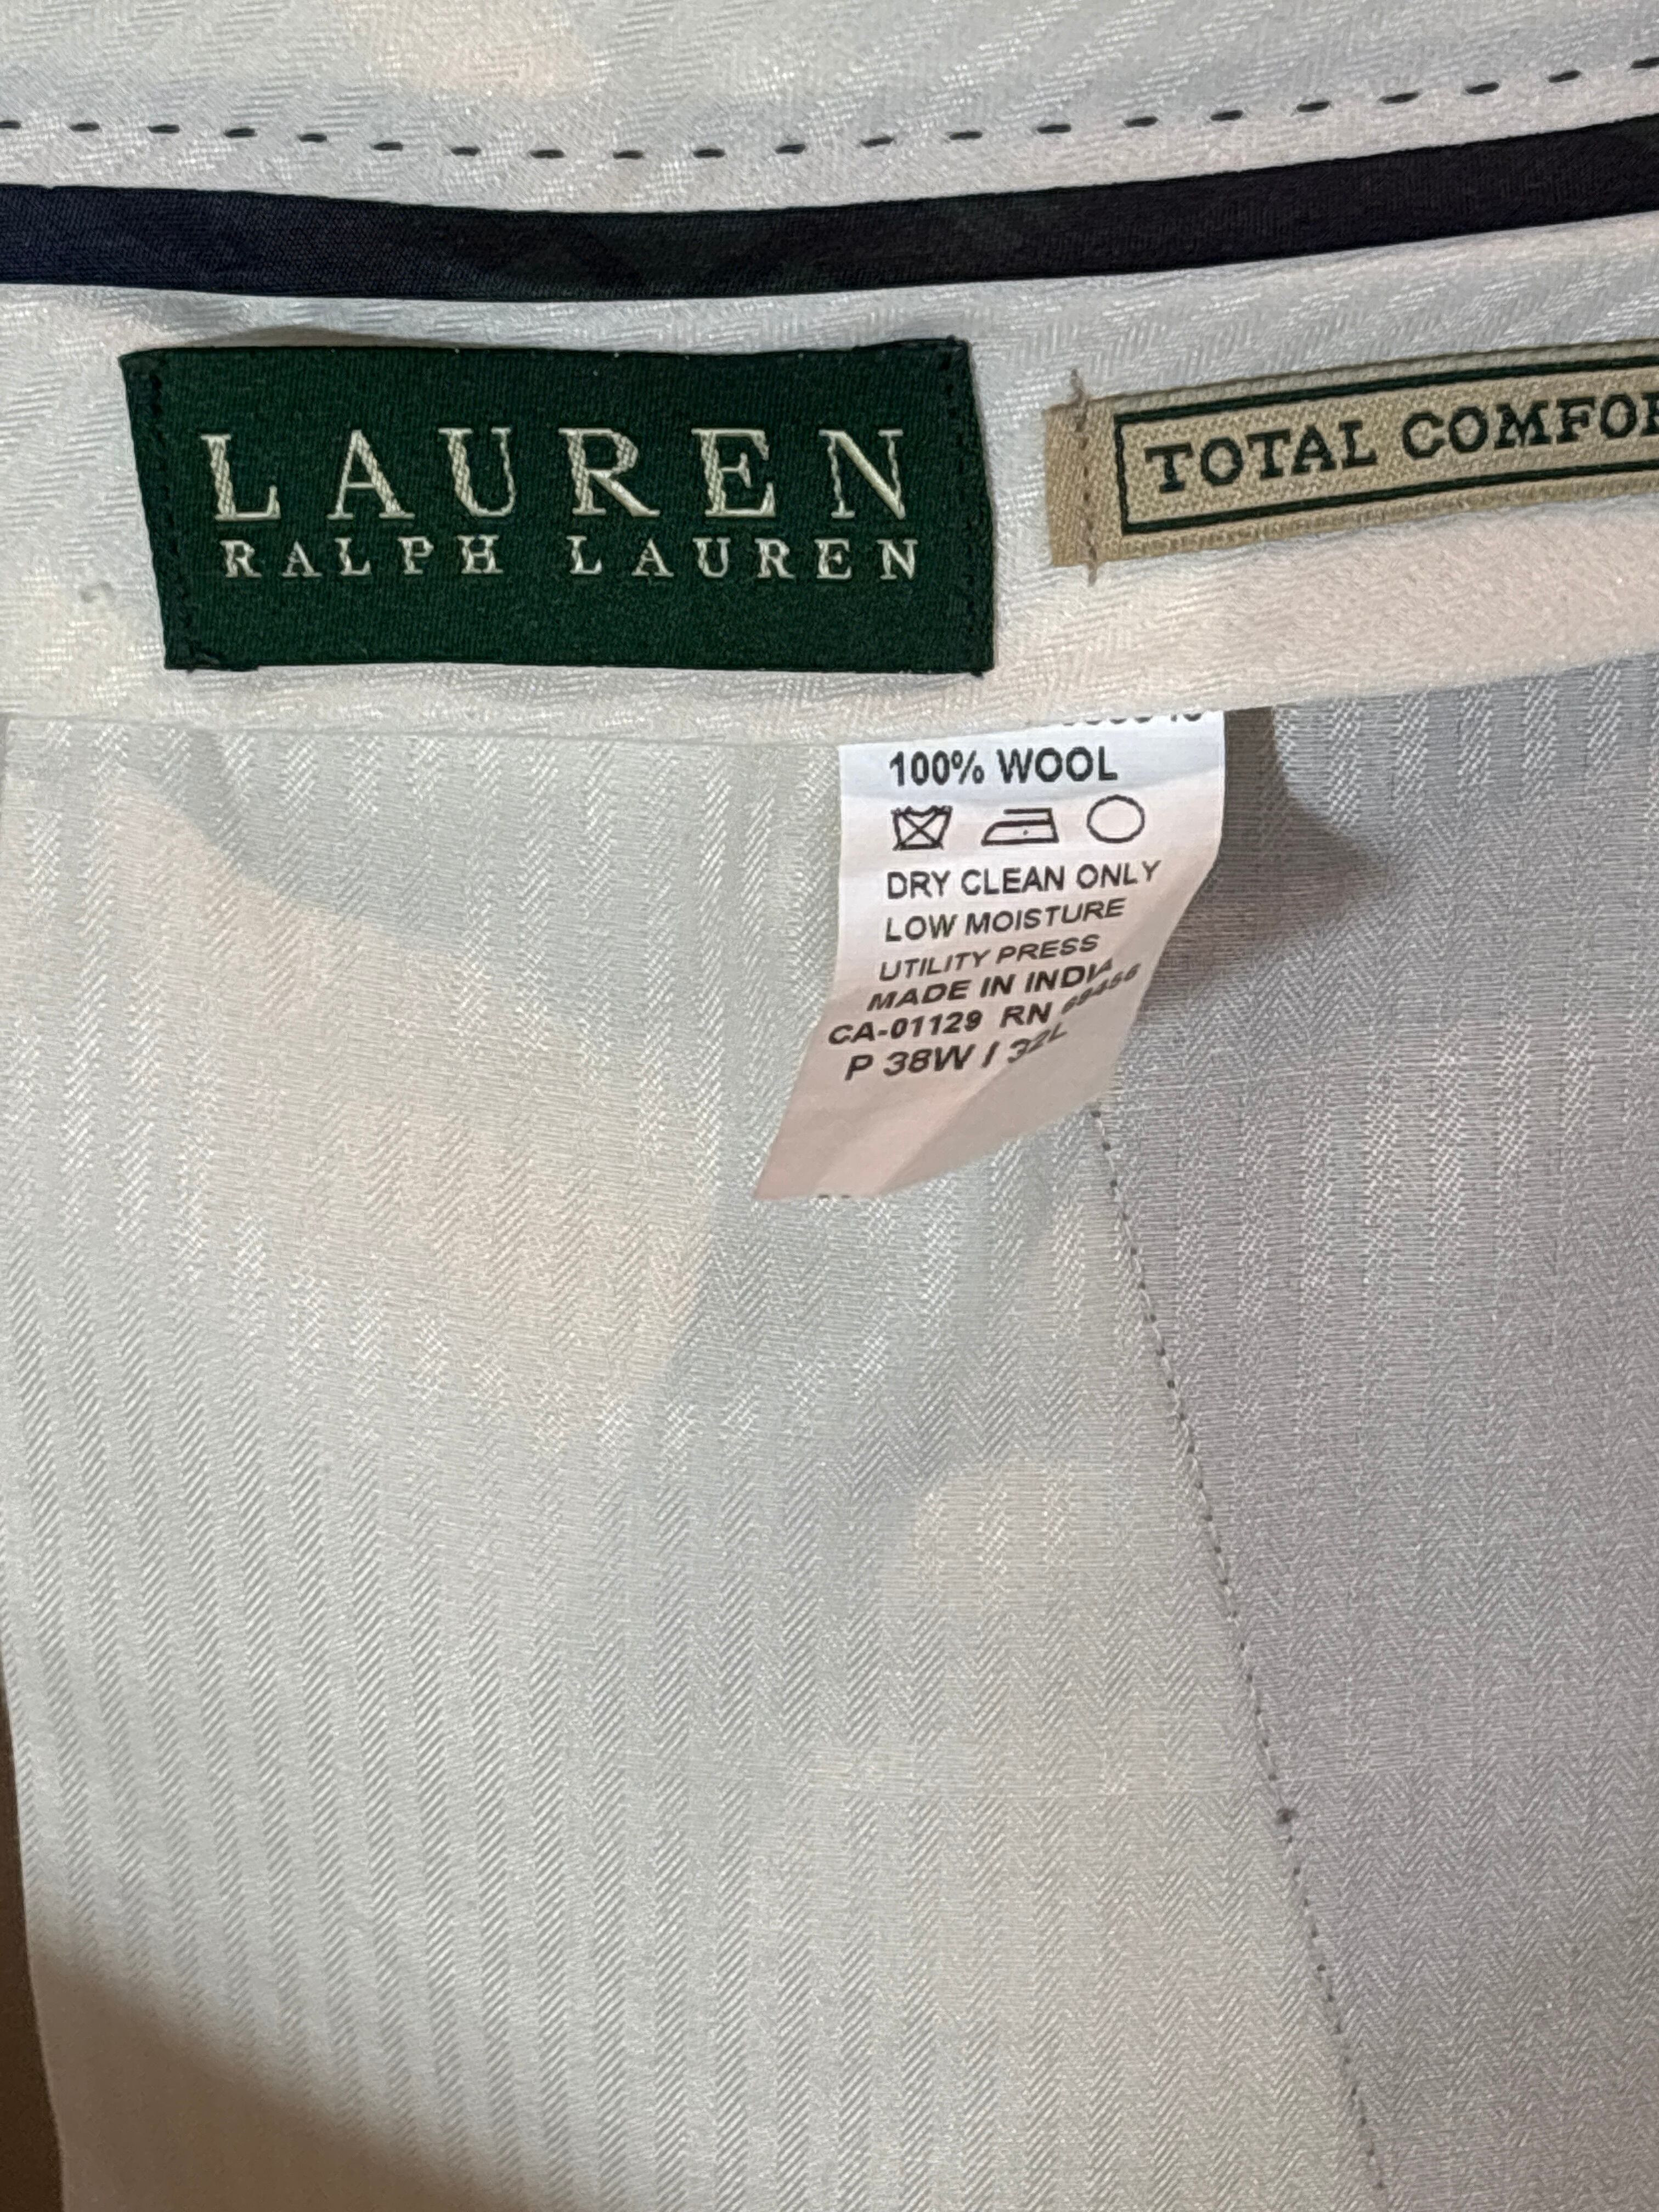 LAUREN
RALPH LAUREN
TOTAL COMFOR
100% WOOL
DRY CLEAN ONLY
LOW MOISTURE
UTILITY PRESS
MADE IN INDIA
CA-01129 RN 69456
P 38W / 32L